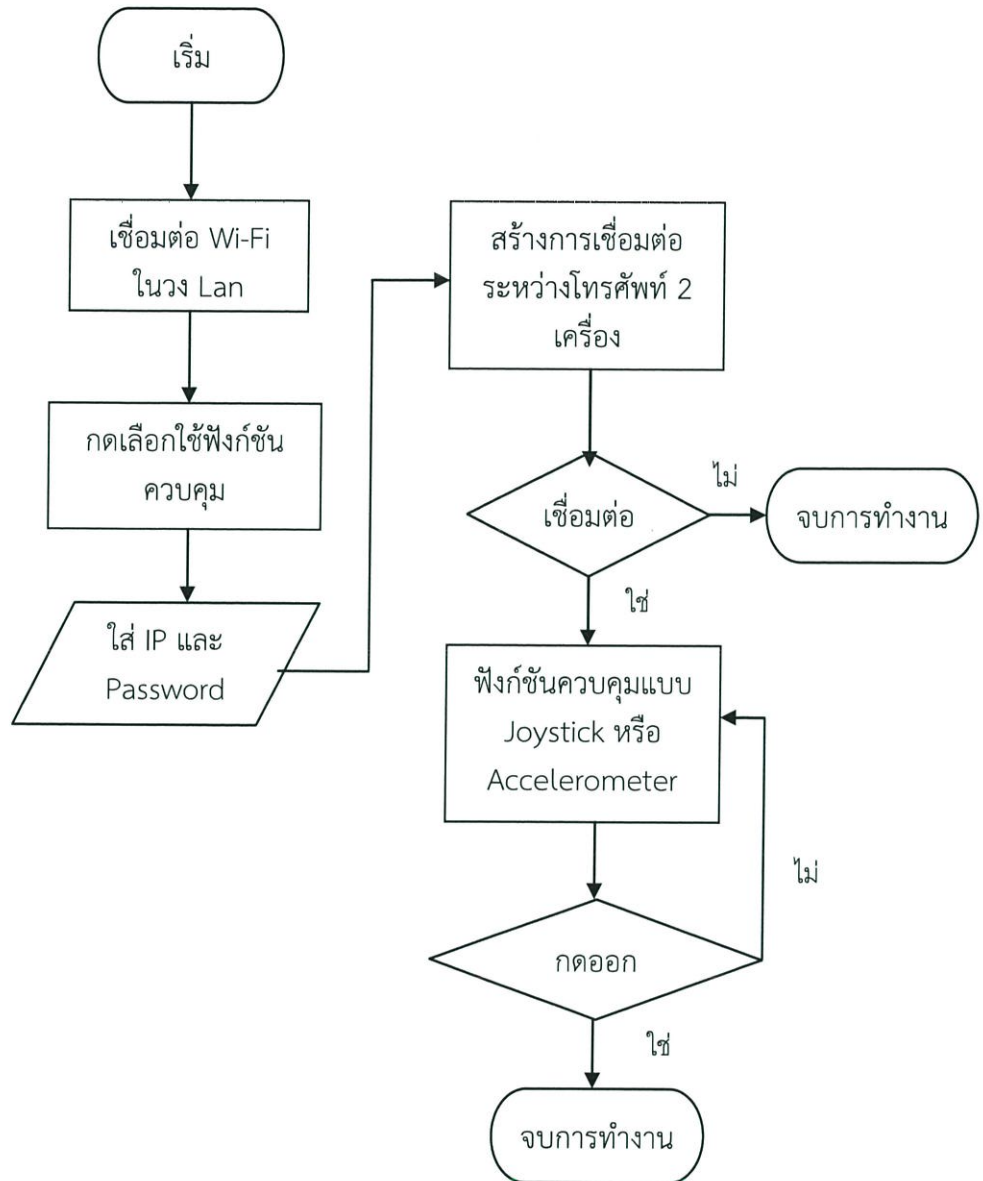 เริ่ม
เชื่อมต่อ Wi-Fi
ในวง Lan
กดเลือกใช้ฟังก์ชัน
ควบคุม
ใส่ IP และ
Password
สร้างการเชื่อมต่อ
ระหว่างโทรศัพท์ 2
เครื่อง
เชื่อมต่อ
ไม่
จบการทำงาน
ใช่
ฟังก์ชันควบคุมแบบ
Joystick หรือ
Accelerometer
ไม่
กดออก
ใช่
จบการทำงาน